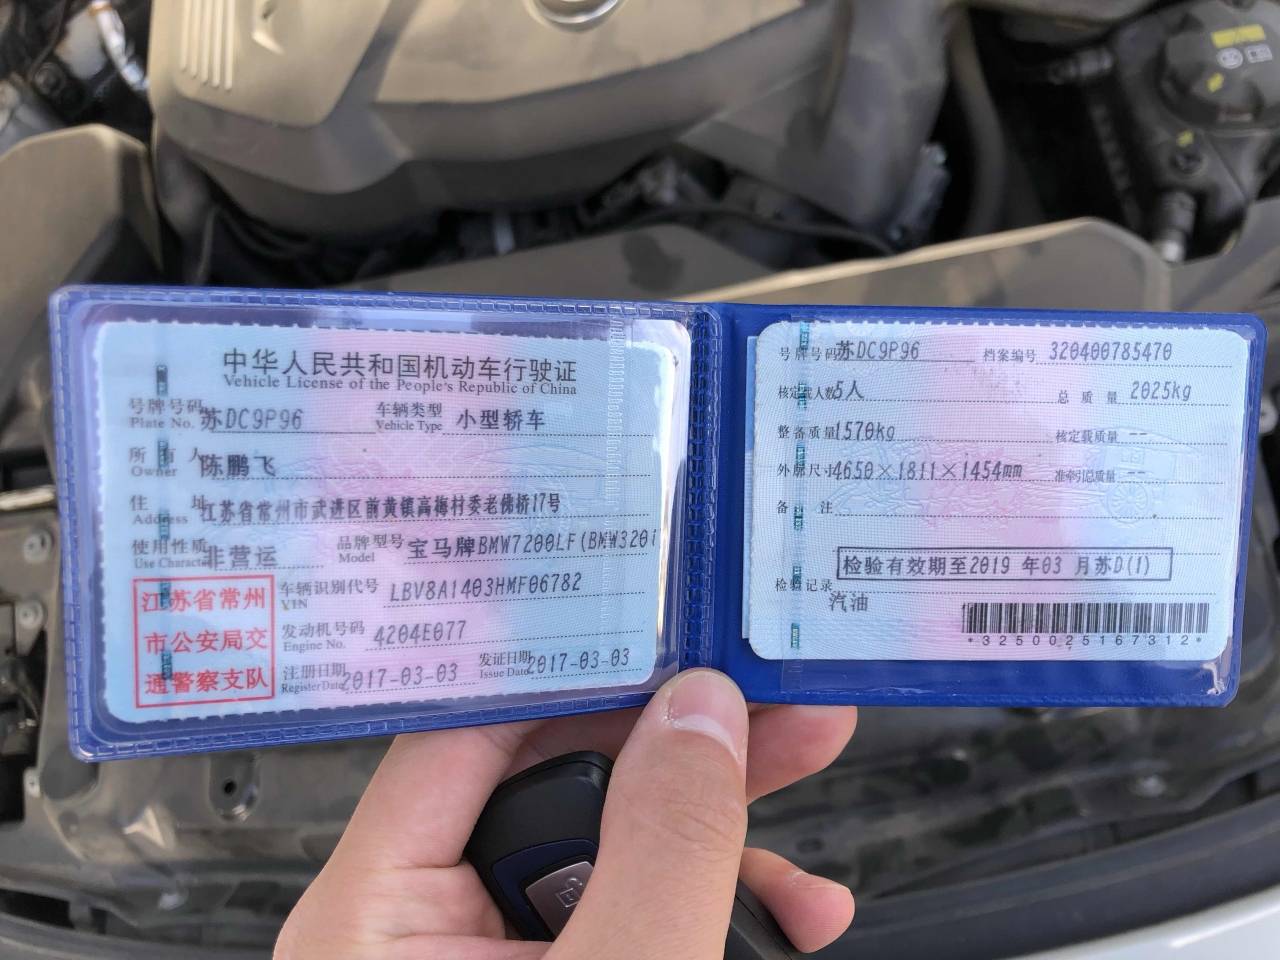 中华人民共和国机动车行驶证
Vehicle License of the People's Republic of China
号牌号码 苏DC9P96 车辆类型 小型轿车
Plate No. Vehicle Type
所有人 陈鹏飞
Owner
住址 江苏省常州市武进区前黄镇高梅村委老佛桥17号
Address
使用性质 非营运 品牌型号 宝马牌BMW7200LF(BMW320i
Use Character Model
江苏省常州
市公安局交
通警察支队
车辆识别代号 LBV8A1403HMF06782
VIN
发动机号码 4204E077
Engine No.
注册日期 2017-03-03 发证日期 2017-03-03
Register Date Issue Date
号牌号码 苏DC9P96 档案编号 320400785470
核定载人数 5人 总质量 2025kg
整备质量 1570kg 核定载质量 --
外廓尺寸 4650×1811×1454mm 准牵引总质量 --
备注
检验有效期至2019 年03 月苏D(1)
检验记录
汽油
*3250025167312*